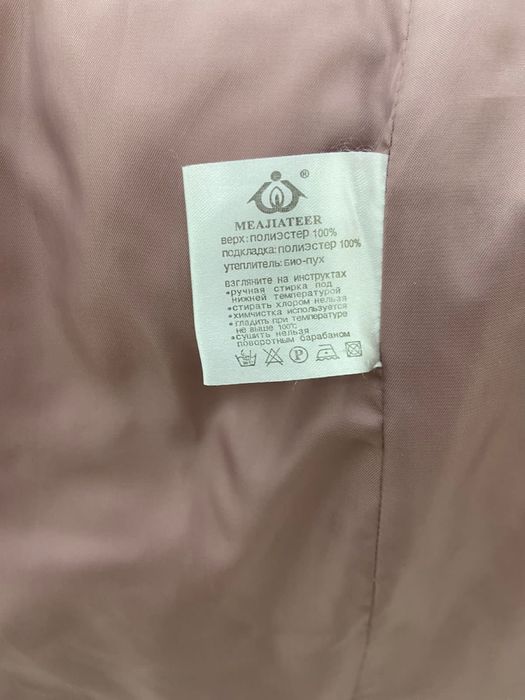 ®
MEAJIATEER
верх: полиэстер 100%
подкладка: полиэстер 100%
утеплитель: био-пух
взгляните на инструктах
•ручная стирка под
нижней температурой
•стирать хлором нельзя
•химчистка используется
•гладить при температуре
не выше 100с
•сушить нельзя
поворотным барабаном
P